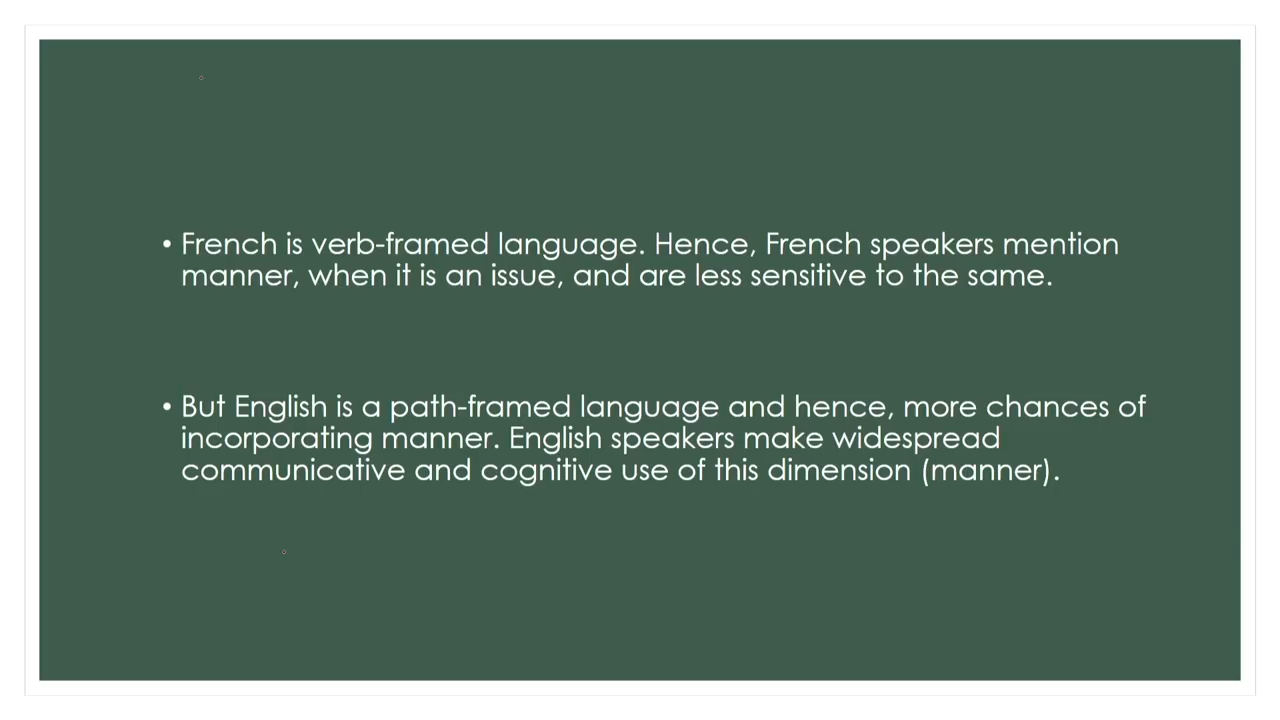 • French is verb-framed language. Hence, French speakers mention
manner, when it is an issue, and are less sensitive to the same.
• But English is a path-framed language and hence, more chances of
incorporating manner. English speakers make widespread
communicative and cognitive use of this dimension (manner).